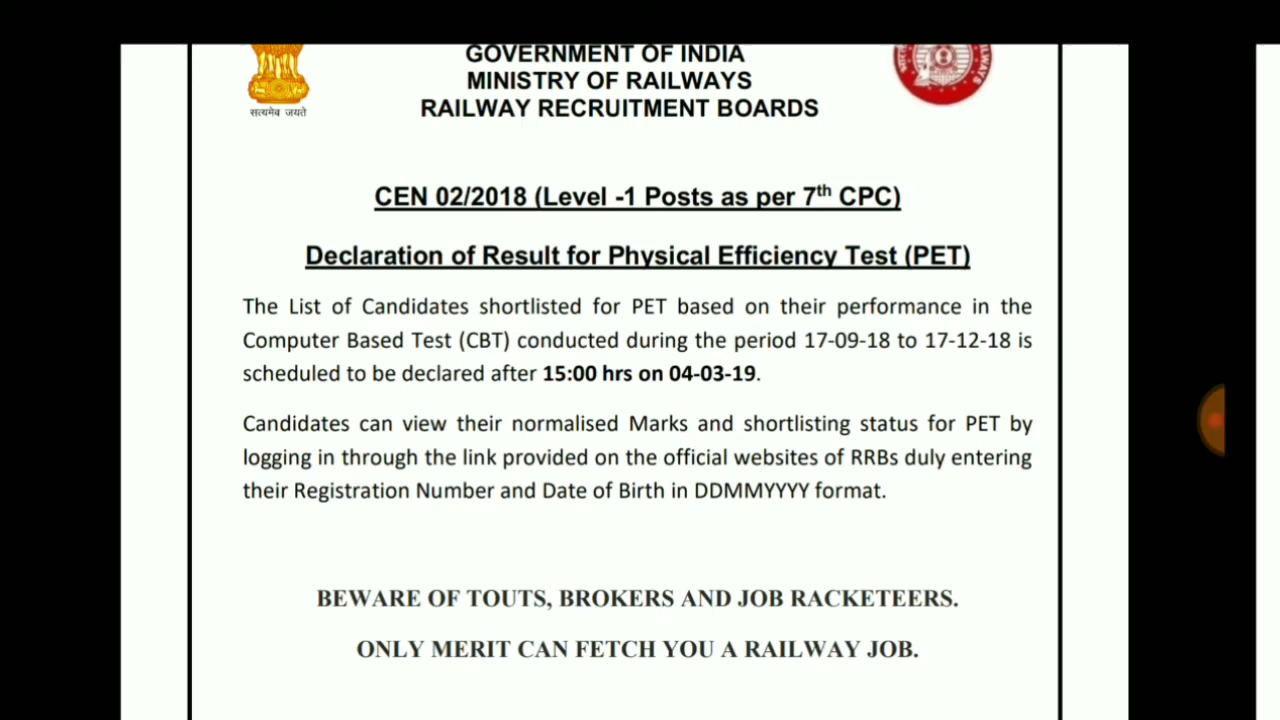 GOVERNMENT OF INDIA
MINISTRY OF RAILWAYS
RAILWAY RECRUITMENT BOARDS
सत्यमेव जयते
RAILWAYS
CEN 02/2018 (Level -1 Posts as per 7th CPC)
Declaration of Result for Physical Efficiency Test (PET)
The List of Candidates shortlisted for PET based on their performance in the
Computer Based Test (CBT) conducted during the period 17-09-18 to 17-12-18 is
scheduled to be declared after 15:00 hrs on 04-03-19.
Candidates can view their normalised Marks and shortlisting status for PET by
logging in through the link provided on the official websites of RRBs duly entering
their Registration Number and Date of Birth in DDMMYYYY format.
BEWARE OF TOUTS, BROKERS AND JOB RACKETEERS.
ONLY MERIT CAN FETCH YOU A RAILWAY JOB.